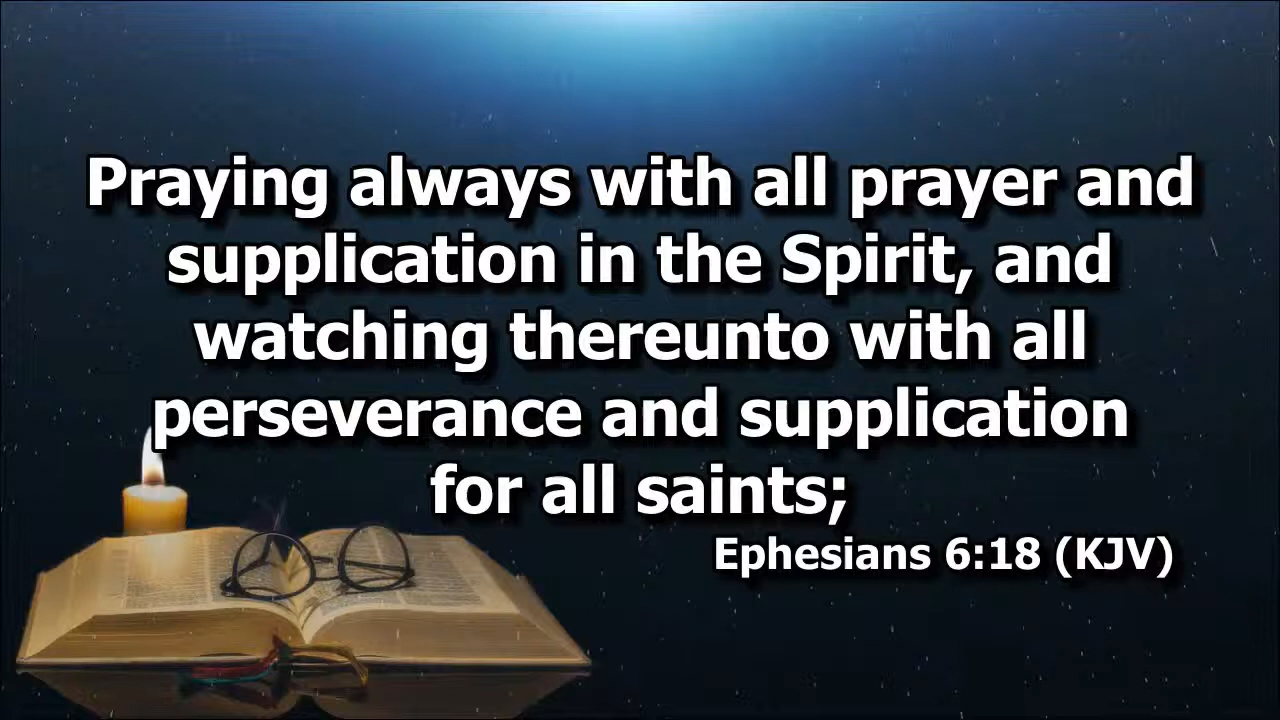 Praying always with all prayer and
supplication in the Spirit, and
watching thereunto with all
perseverance and supplication
for all saints;
Ephesians 6:18 (KJV)